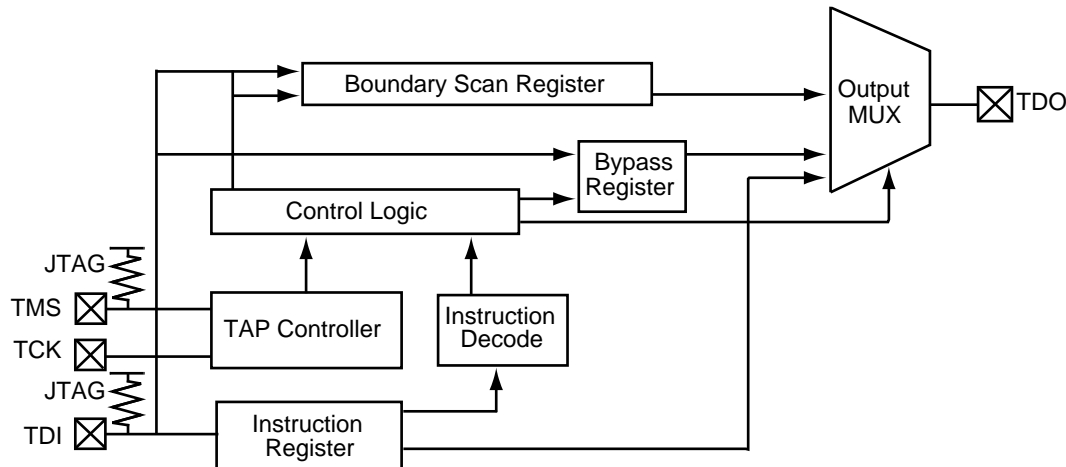 Boundary Scan Register
Output
MUX
TDO
Bypass
Register
Control Logic
JTAG
TMS
TAP Controller
Instruction
Decode
TCK
JTAG
TDI
Instruction
Register